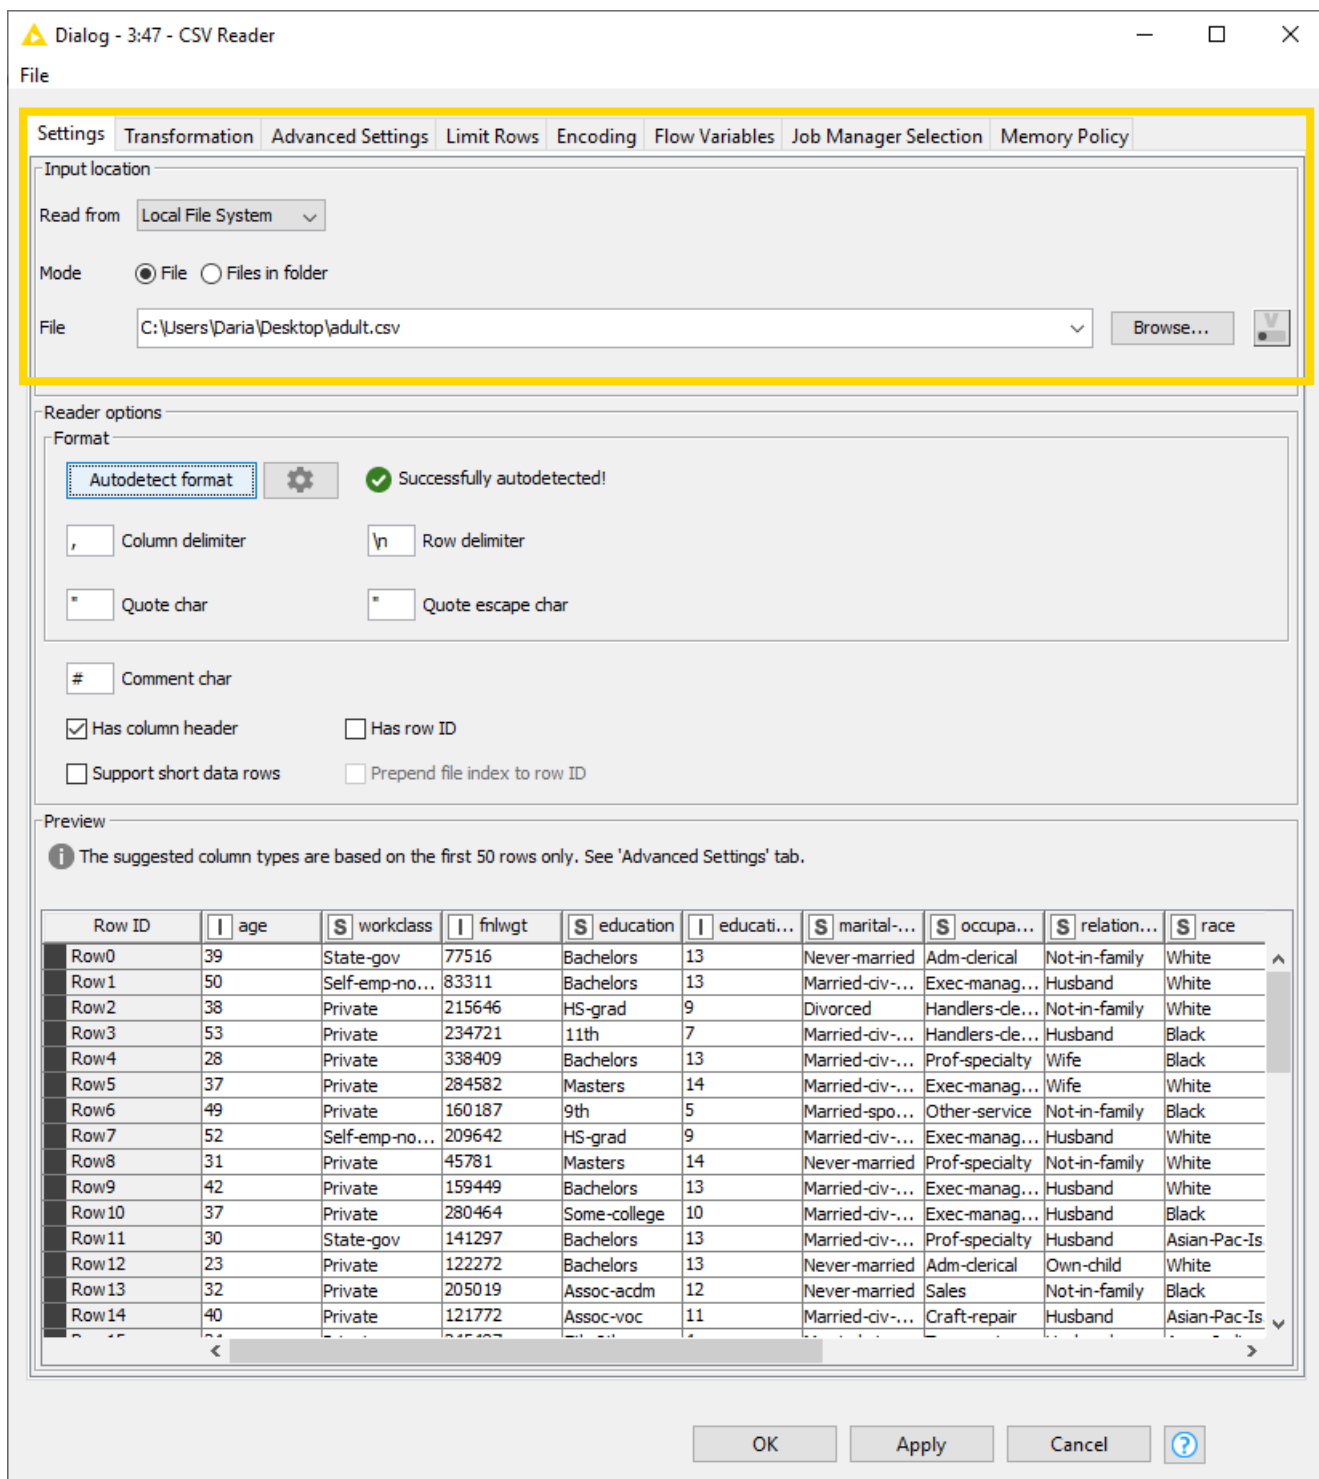 Dialog - 3:47 - CSV Reader
File
Settings Transformation Advanced Settings Limit Rows Encoding Flow Variables Job Manager Selection Memory Policy
Input location
Read from Local File System
Mode File Files in folder
File C:\Users\Daria\Desktop\adult.csv Browse...
Reader options
Format
Autodetect format Successfully autodetected!
, Column delimiter \n Row delimiter
" Quote char " Quote escape char
# Comment char
Has column header Has row ID
Support short data rows Prepend file index to row ID
Preview
The suggested column types are based on the first 50 rows only. See 'Advanced Settings' tab.
Row ID I age S workclass I fnlwgt S education I educati... S marital-... S occupa... S relation... S race
Row0 39 State-gov 77516 Bachelors 13 Never-married Adm-clerical Not-in-family White
Row1 50 Self-emp-no... 83311 Bachelors 13 Married-civ-... Exec-manag... Husband White
Row2 38 Private 215646 HS-grad 9 Divorced Handlers-cle... Not-in-family White
Row3 53 Private 234721 11th 7 Married-civ-... Handlers-cle... Husband Black
Row4 28 Private 338409 Bachelors 13 Married-civ-... Prof-specialty Wife Black
Row5 37 Private 284582 Masters 14 Married-civ-... Exec-manag... Wife White
Row6 49 Private 160187 9th 5 Married-spo... Other-service Not-in-family Black
Row7 52 Self-emp-no... 209642 HS-grad 9 Married-civ-... Exec-manag... Husband White
Row8 31 Private 45781 Masters 14 Never-married Prof-specialty Not-in-family White
Row9 42 Private 159449 Bachelors 13 Married-civ-... Exec-manag... Husband White
Row10 37 Private 280464 Some-college 10 Married-civ-... Exec-manag... Husband Black
Row11 30 State-gov 141297 Bachelors 13 Married-civ-... Prof-specialty Husband Asian-Pac-Is
Row12 23 Private 122272 Bachelors 13 Never-married Adm-clerical Own-child White
Row13 32 Private 205019 Assoc-acdm 12 Never-married Sales Not-in-family Black
Row14 40 Private 121772 Assoc-voc 11 Married-civ-... Craft-repair Husband Asian-Pac-Is
OK Apply Cancel ?